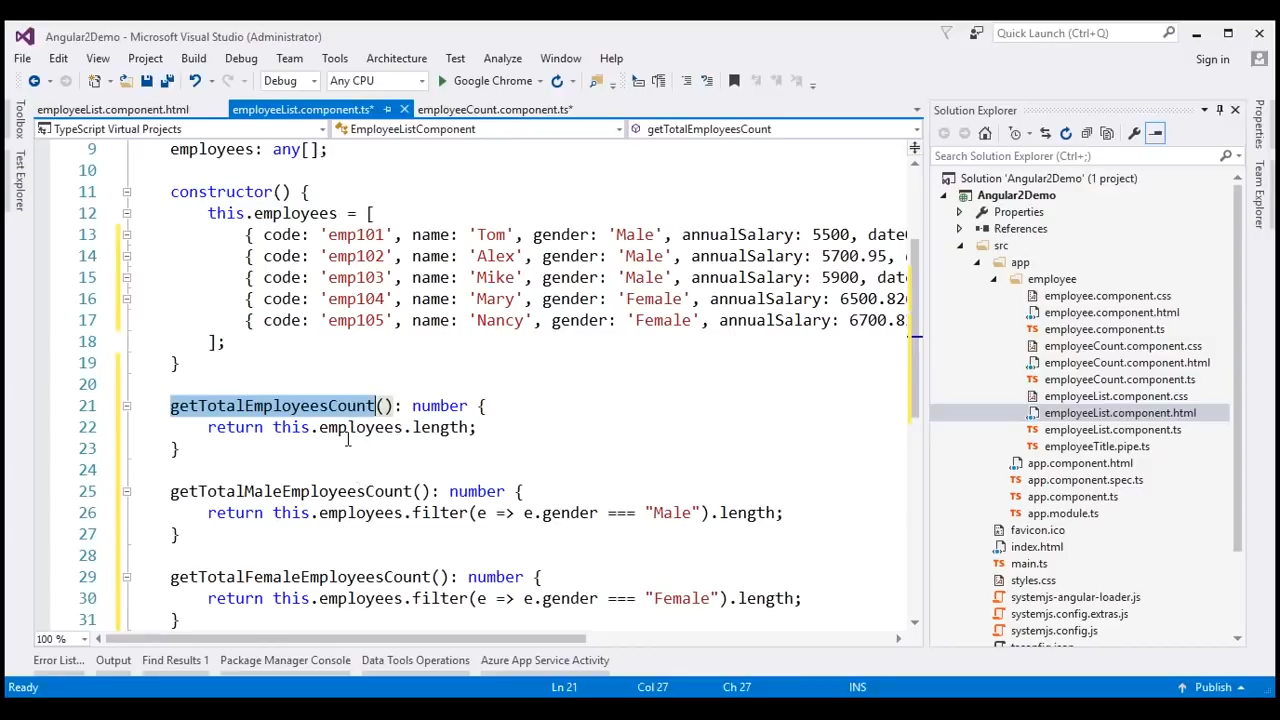 Angular2Demo - Microsoft Visual Studio (Administrator)
Quick Launch (Ctrl+Q)
File Edit View Project Build Debug Team Tools Architecture Test Analyze Window Help
Sign in
Debug Any CPU Google Chrome
employeeList.component.html employeeList.component.ts* employeeCount.component.ts*
TypeScript Virtual Projects EmployeeListComponent getTotalEmployeesCount
Toolbox
Test Explorer
9 employees: any[];
10
11 constructor() {
12 this.employees = [
13 { code: 'emp101', name: 'Tom', gender: 'Male', annualSalary: 5500, date
14 { code: 'emp102', name: 'Alex', gender: 'Male', annualSalary: 5700.95,
15 { code: 'emp103', name: 'Mike', gender: 'Male', annualSalary: 5900, dat
16 { code: 'emp104', name: 'Mary', gender: 'Female', annualSalary: 6500.82
17 { code: 'emp105', name: 'Nancy', gender: 'Female', annualSalary: 6700.8
18 ];
19 }
20
21 getTotalEmployeesCount(): number {
22 return this.employees.length;
23 }
24
25 getTotalMaleEmployeesCount(): number {
26 return this.employees.filter(e => e.gender === "Male").length;
27 }
28
29 getTotalFemaleEmployeesCount(): number {
30 return this.employees.filter(e => e.gender === "Female").length;
31 }
100 %
Solution Explorer
Search Solution Explorer (Ctrl+;)
Solution 'Angular2Demo' (1 project)
Angular2Demo
Properties
References
src
app
employee
employee.component.css
employee.component.html
employee.component.ts
employeeCount.component.css
employeeCount.component.html
employeeCount.component.ts
employeeList.component.css
employeeList.component.html
employeeList.component.ts
employeeTitle.pipe.ts
app.component.html
app.component.spec.ts
app.component.ts
app.module.ts
favicon.ico
index.html
main.ts
styles.css
systemjs-angular-loader.js
systemjs.config.extras.js
systemjs.config.js
Properties
Team Explorer
Error List... Output Find Results 1 Package Manager Console Data Tools Operations Azure App Service Activity
Ready Ln 21 Col 27 Ch 27 INS Publish